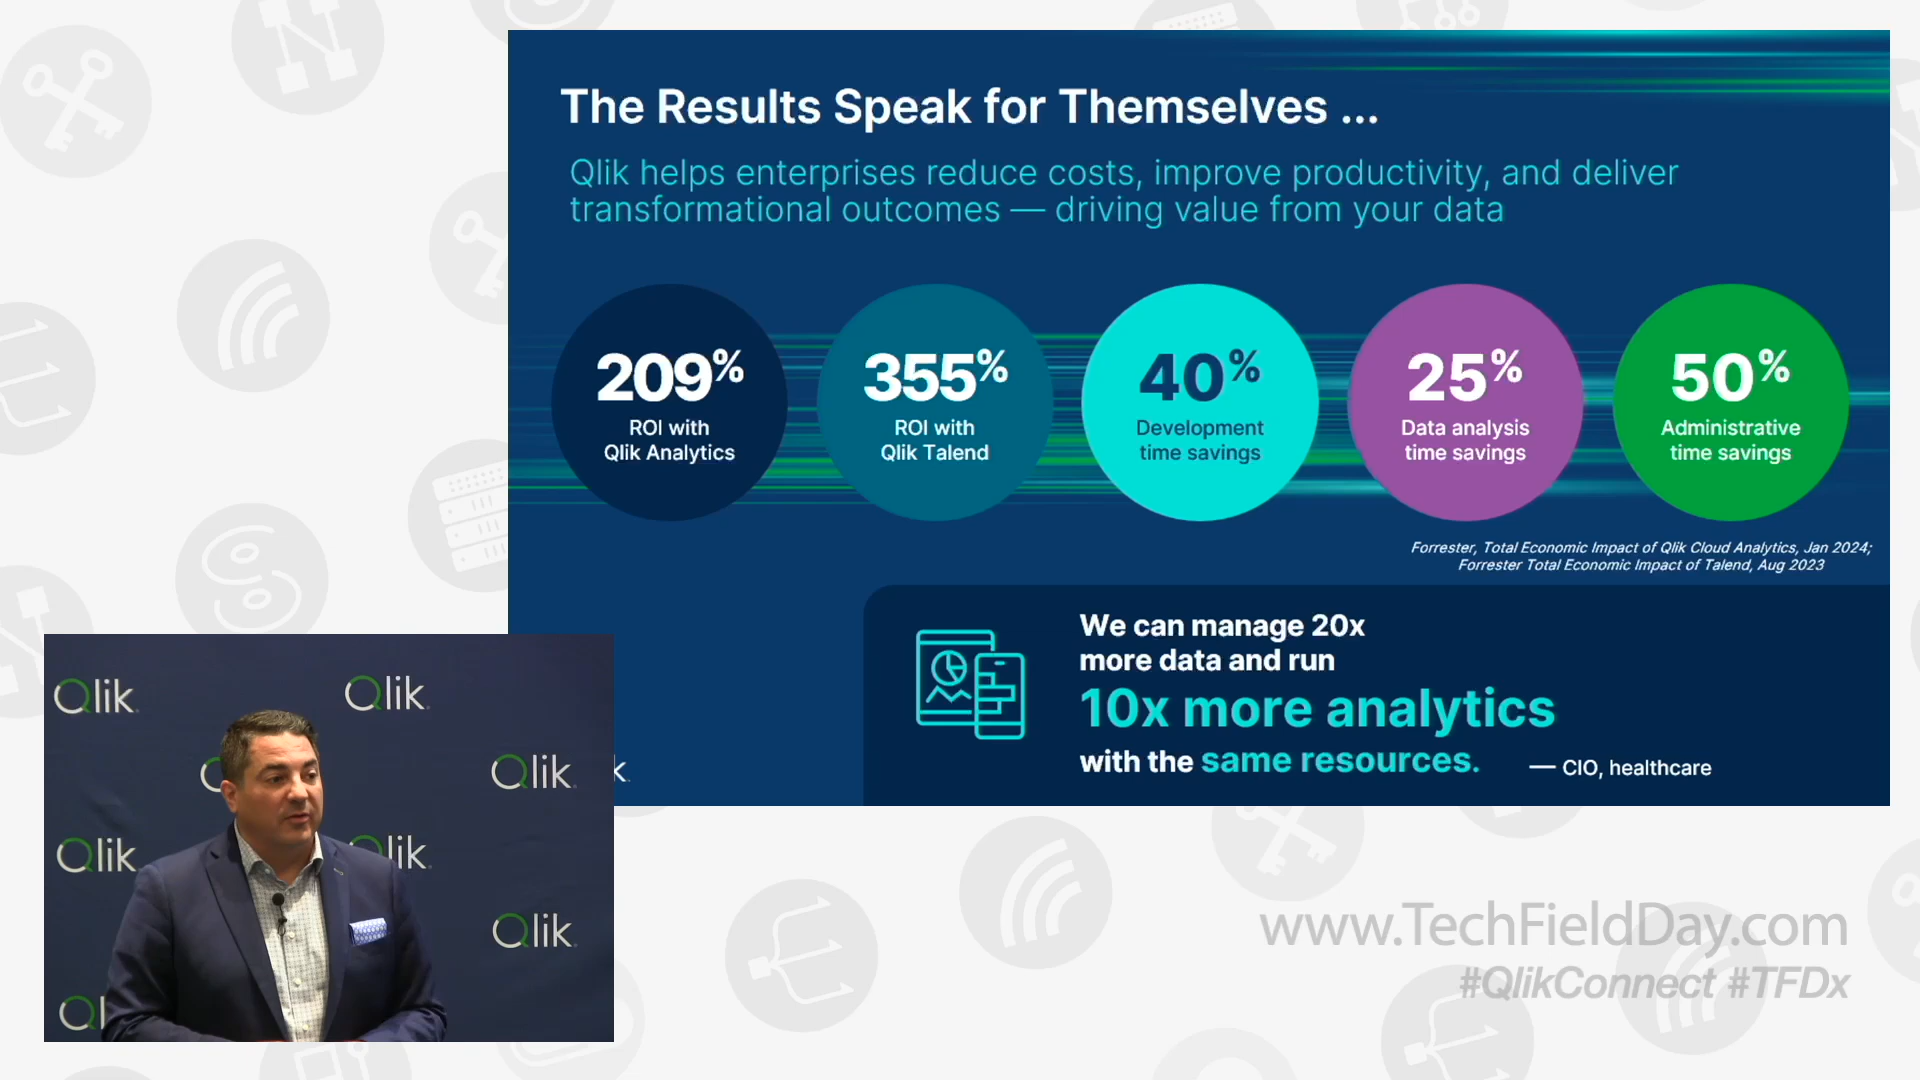 The Results Speak for Themselves ...
Qlik helps enterprises reduce costs, improve productivity, and deliver
transformational outcomes — driving value from your data
209%
ROI with
Qlik Analytics
355%
ROI with
Qlik Talend
40%
Development
time savings
25%
Data analysis
time savings
50%
Administrative
time savings
Forrester, Total Economic Impact of Qlik Cloud Analytics, Jan 2024;
Forrester Total Economic Impact of Talend, Aug 2023
We can manage 20x
more data and run
10x more analytics
with the same resources.
— CIO, healthcare
Qlik
Qlik
Qlik
Qlik
Qlik
Qlik
www.TechFieldDay.com
#QlikConnect #TFDx